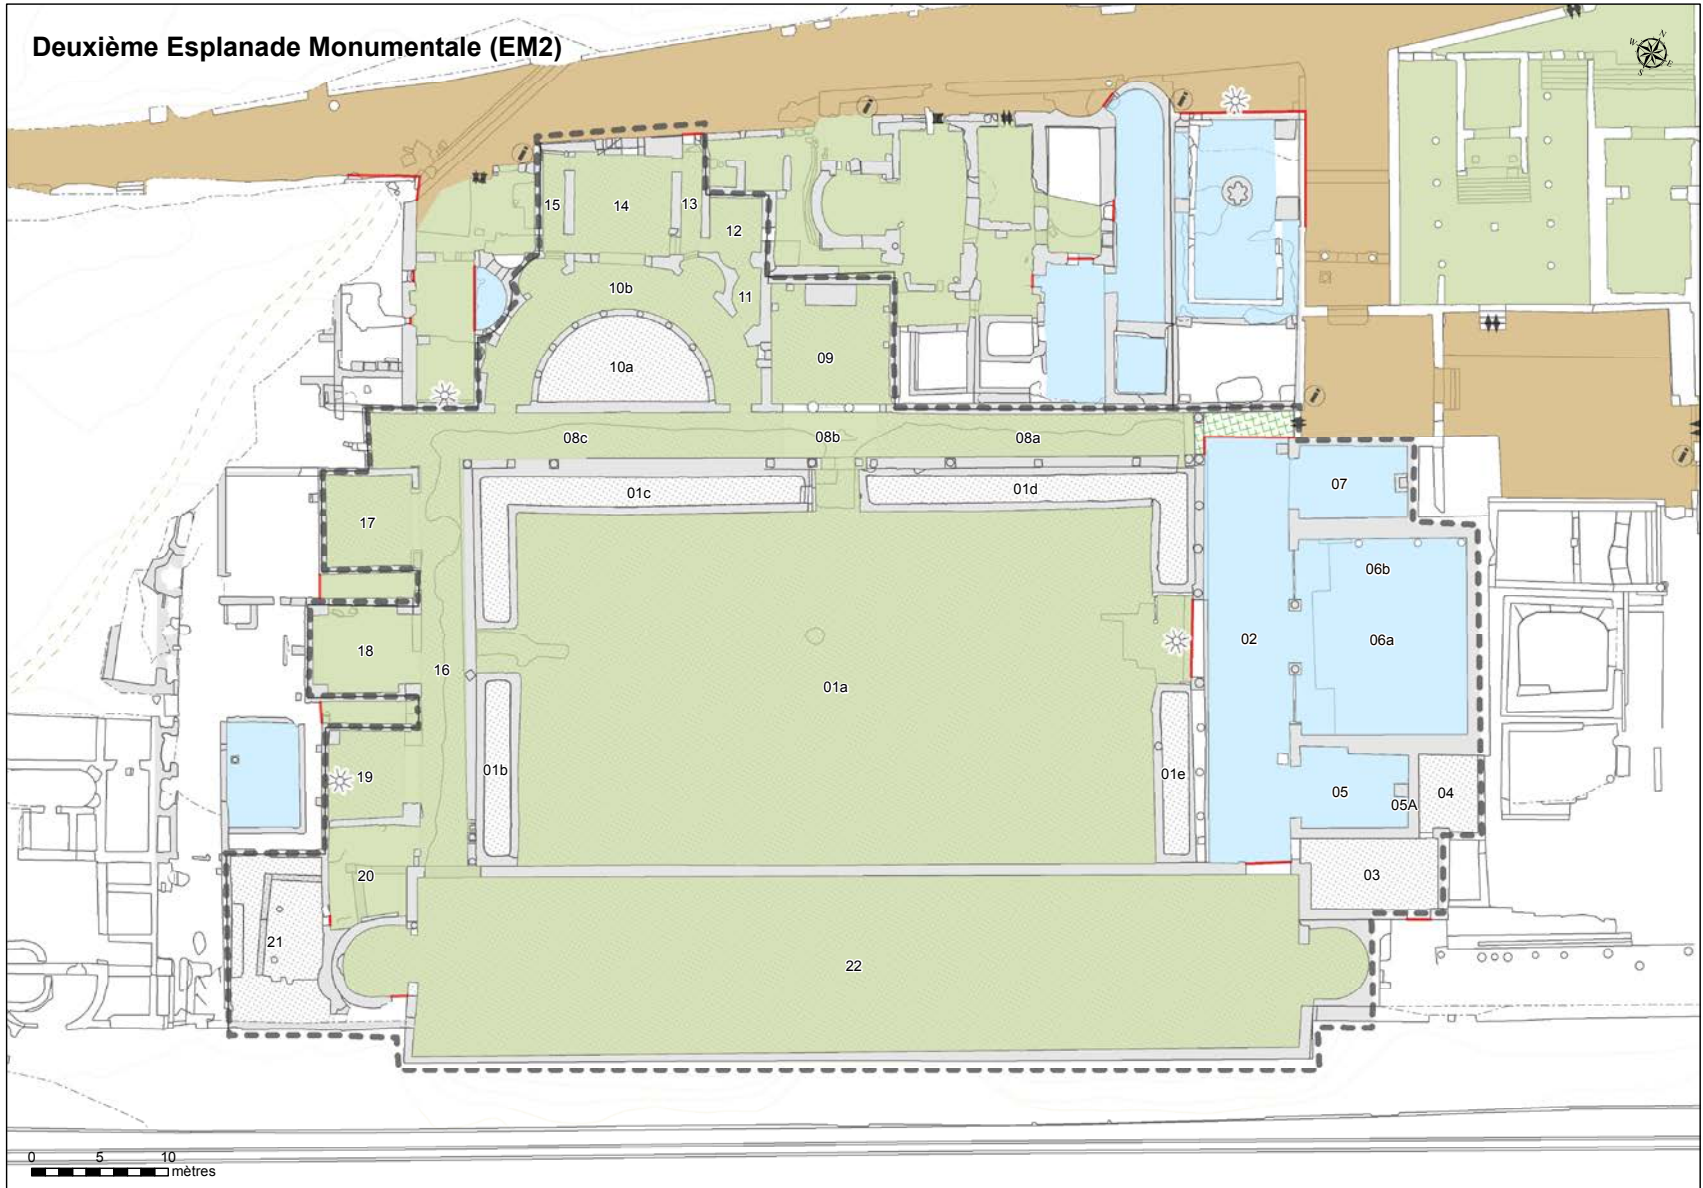 Deuxième Esplanade Monumentale (EM2)
N
W
E
S
15
14
13
12
10b
11
10a
09
08c
08b
08a
01c
01d
07
17
06b
02
06a
18
16
01a
19
01b
01e
05
05A
04
20
03
21
22
0 5 10
mètres